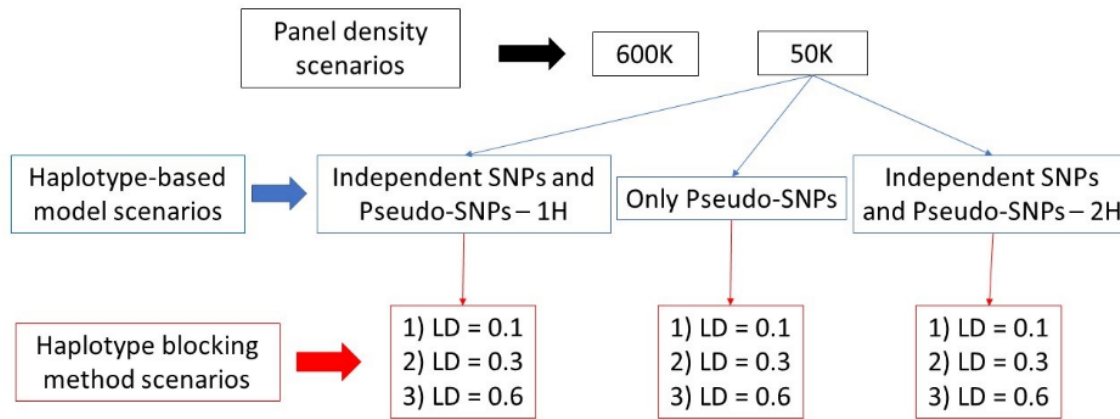 Panel density
scenarios
600K
50K
Haplotype-based
model scenarios
Independent SNPs and
Pseudo-SNPs – 1H
Only Pseudo-SNPs
Independent SNPs
and Pseudo-SNPs – 2H
Haplotype blocking
method scenarios
1) LD = 0.1
2) LD = 0.3
3) LD = 0.6
1) LD = 0.1
2) LD = 0.3
3) LD = 0.6
1) LD = 0.1
2) LD = 0.3
3) LD = 0.6